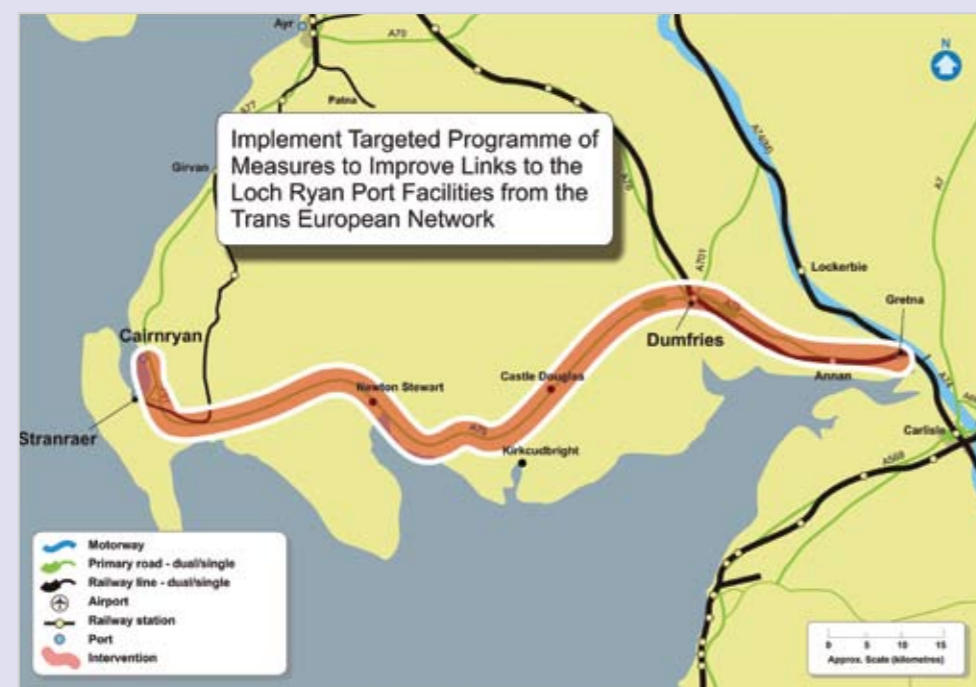 N
Ayr
A70
Patna
A77
Implement Targeted Programme of
Measures to Improve Links to the
Loch Ryan Port Facilities from the
Trans European Network
Girvan
A76
A701
A74(M)
A7
Lockerbie
Gretna
Cairnryan
Dumfries
A75
Annan
A74
Newton Stewart
Castle Douglas
Stranraer
A75
Kirkcudbright
Carlisle
Motorway
Primary road - dual/single
Railway line - dual/single
Airport
Railway station
Port
Intervention
0 5 10 15
Approx. Scale (kilometres)